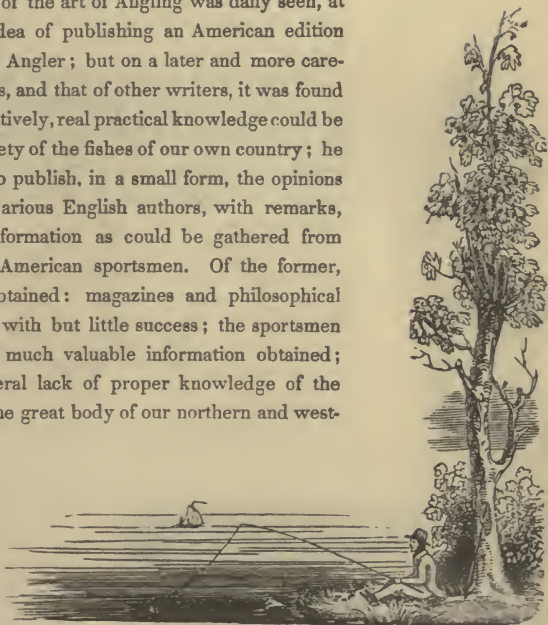 of the art of Angling was daily seen, at
dea of publishing an American edition
Angler; but on a later and more care-
s, and that of other writers, it was found
tively, real practical knowledge could be
ety of the fishes of our own country; he
o publish, in a small form, the opinions
arious English authors, with remarks,
formation as could be gathered from
American sportsmen. Of the former,
btained: magazines and philosophical
with but little success; the sportsmen
much valuable information obtained;
eral lack of proper knowledge of the
ne great body of our northern and west-